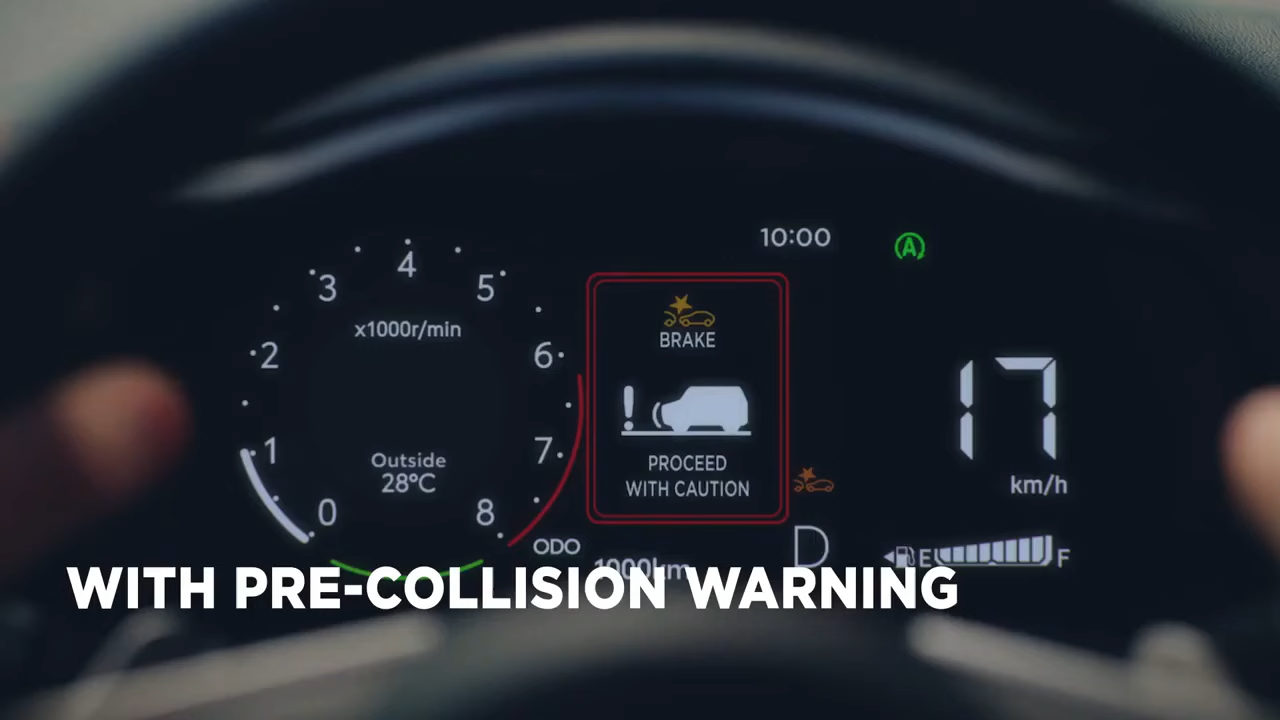 10:00
A
4
3
5
x1000r/min
2
6
BRAKE
1
7
Outside
28°C
0
8
PROCEED
WITH CAUTION
17
km/h
D
ODO
1000km
E
F
WITH PRE-COLLISION WARNING